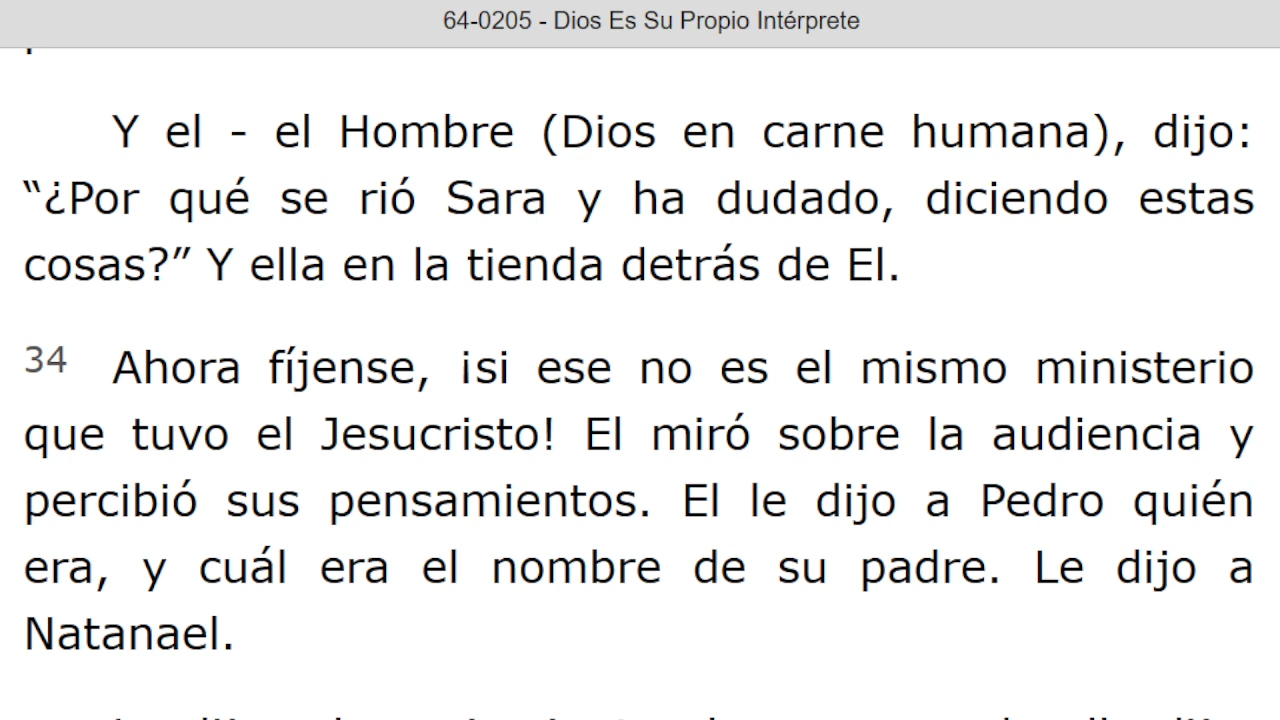 64-0205 - Dios Es Su Propio Intérprete
Y el - el Hombre (Dios en carne humana), dijo:
“¿Por qué se rió Sara y ha dudado, diciendo estas
cosas?” Y ella en la tienda detrás de El.
34 Ahora fíjense, ¡si ese no es el mismo ministerio
que tuvo el Jesucristo! El miró sobre la audiencia y
percibió sus pensamientos. El le dijo a Pedro quién
era, y cuál era el nombre de su padre. Le dijo a
Natanael.